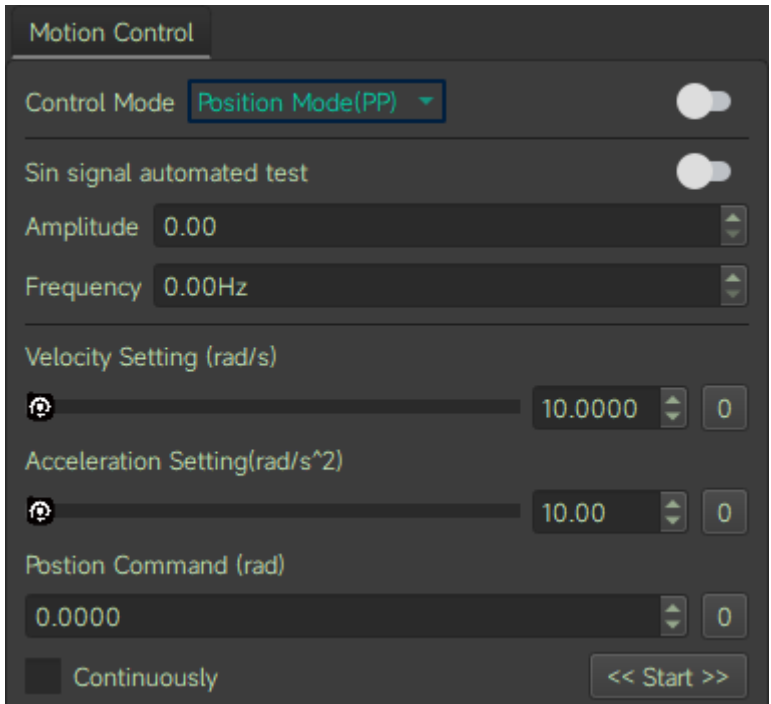 Motion Control
Control Mode Position Mode(PP)
Sin signal automated test
Amplitude 0.00
Frequency 0.00Hz
Velocity Setting (rad/s)
10.0000 0
Acceleration Setting(rad/s^2)
10.00 0
Postion Command (rad)
0.0000 0
Continuously << Start >>